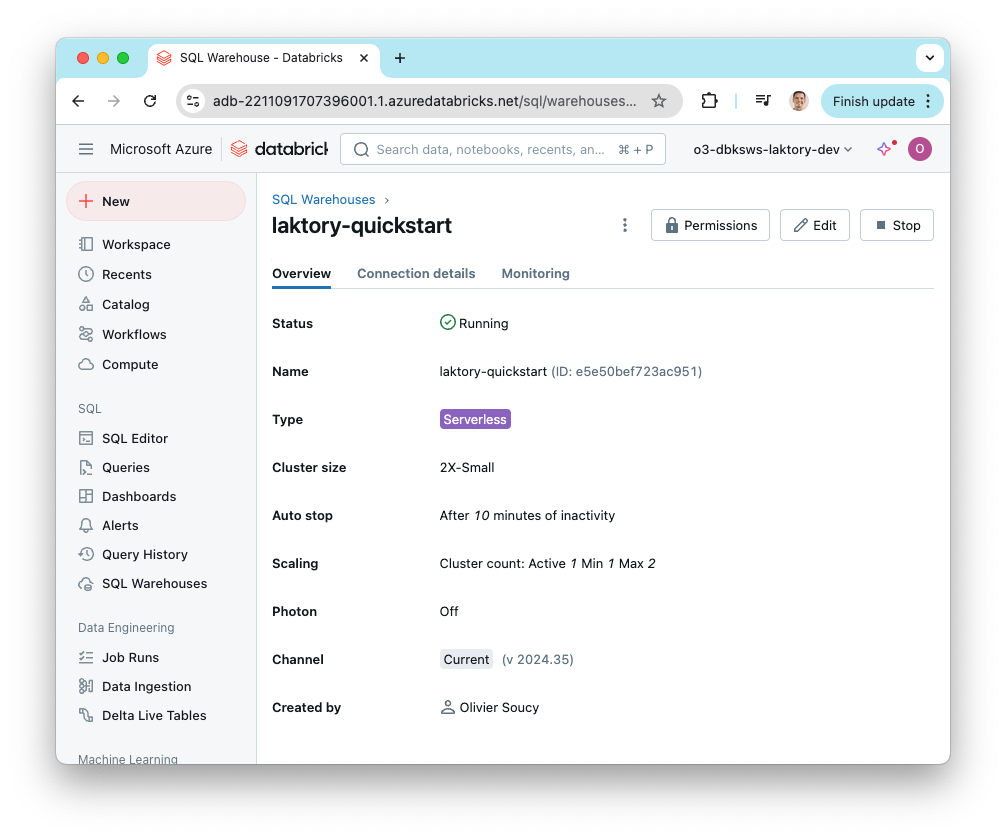 SQL Warehouse - Databricks
adb-2211091707396001.1.azuredatabricks.net/sql/warehouses...
Finish update
Microsoft Azure
databrick
Search data, notebooks, recents, an... ⌘ + P
o3-dbksws-laktory-dev
O
New
Workspace
Recents
Catalog
Workflows
Compute
SQL
SQL Editor
Queries
Dashboards
Alerts
Query History
SQL Warehouses
Data Engineering
Job Runs
Data Ingestion
Delta Live Tables
Machine Learning
SQL Warehouses ›
laktory-quickstart
Permissions
Edit
Stop
Overview Connection details Monitoring
Status Running
Name laktory-quickstart (ID: e5e50bef723ac951)
Type Serverless
Cluster size 2X-Small
Auto stop After 10 minutes of inactivity
Scaling Cluster count: Active 1 Min 1 Max 2
Photon Off
Channel Current (v 2024.35)
Created by Olivier Soucy